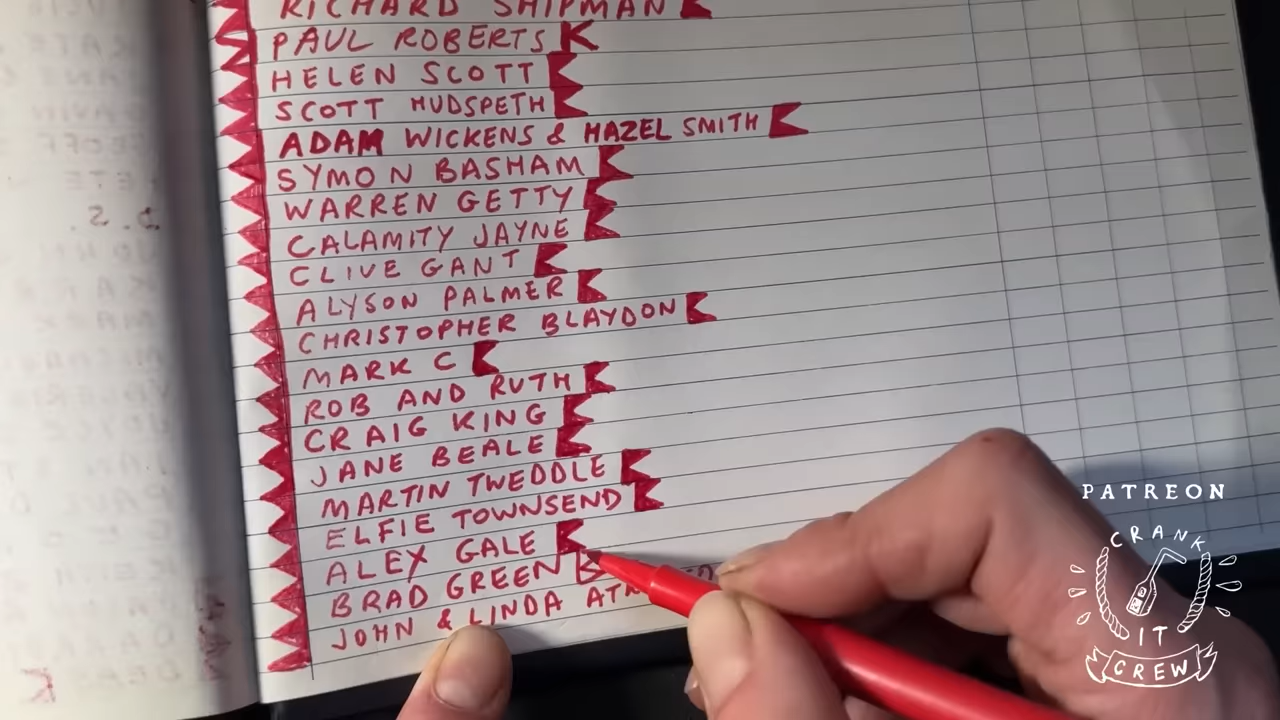 RICHARD SHIPMAN
PAUL ROBERTS
HELEN SCOTT
SCOTT HUDSPETH
ADAM WICKENS & HAZEL SMITH
SYMON BASHAM
WARREN GETTY
CALAMITY JAYNE
CLIVE GANT
ALYSON PALMER
CHRISTOPHER BLAYDON
MARK C
ROB AND RUTH
CRAIG KING
JANE BEALE
MARTIN TWEDDLE
ELFIE TOWNSEND
ALEX GALE
BRAD GREEN
JOHN & LINDA
PATREON
CRANK
IT
CREW